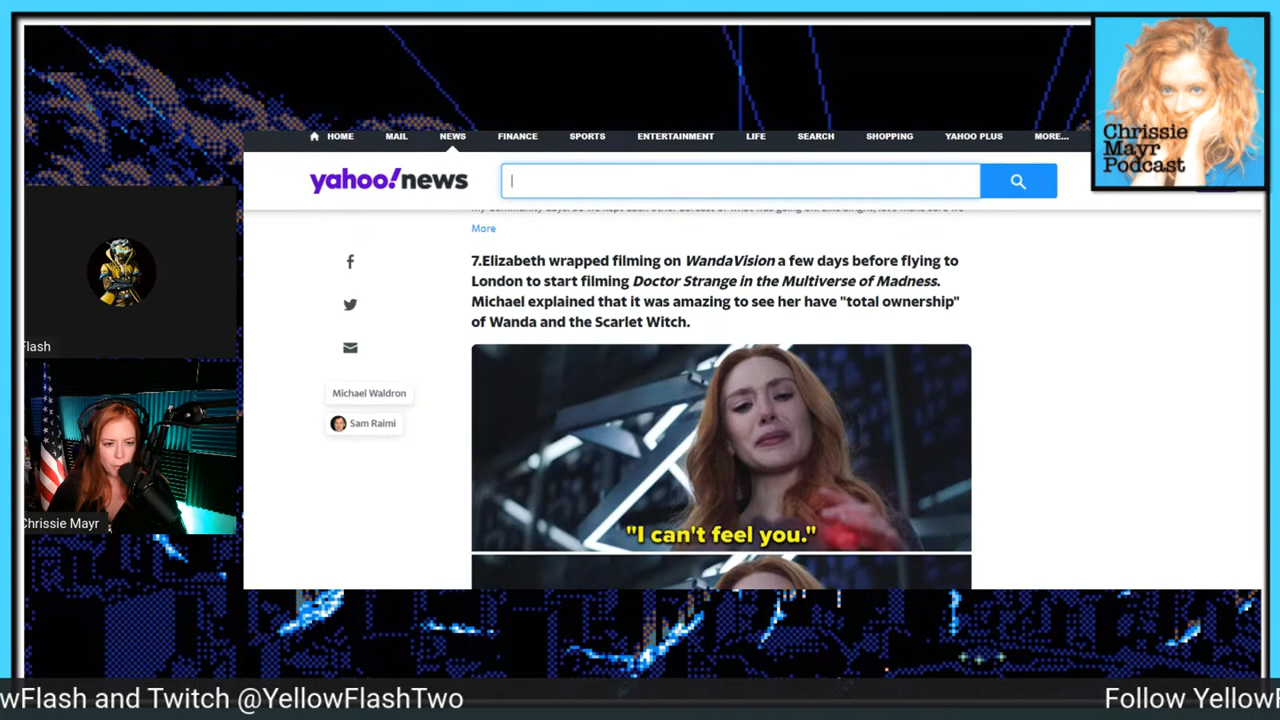 HOME MAIL NEWS FINANCE SPORTS ENTERTAINMENT LIFE SEARCH SHOPPING YAHOO PLUS MORE...
yahoo!news
Chrissie
Mayr
Podcast
More
7.Elizabeth wrapped filming on WandaVision a few days before flying to
London to start filming Doctor Strange in the Multiverse of Madness.
Michael explained that it was amazing to see her have "total ownership"
of Wanda and the Scarlet Witch.
Flash
Michael Waldron
Sam Raimi
Chrissie Mayr
"I can't feel you."
wFlash and Twitch @YellowFlashTwo
Follow YellowF